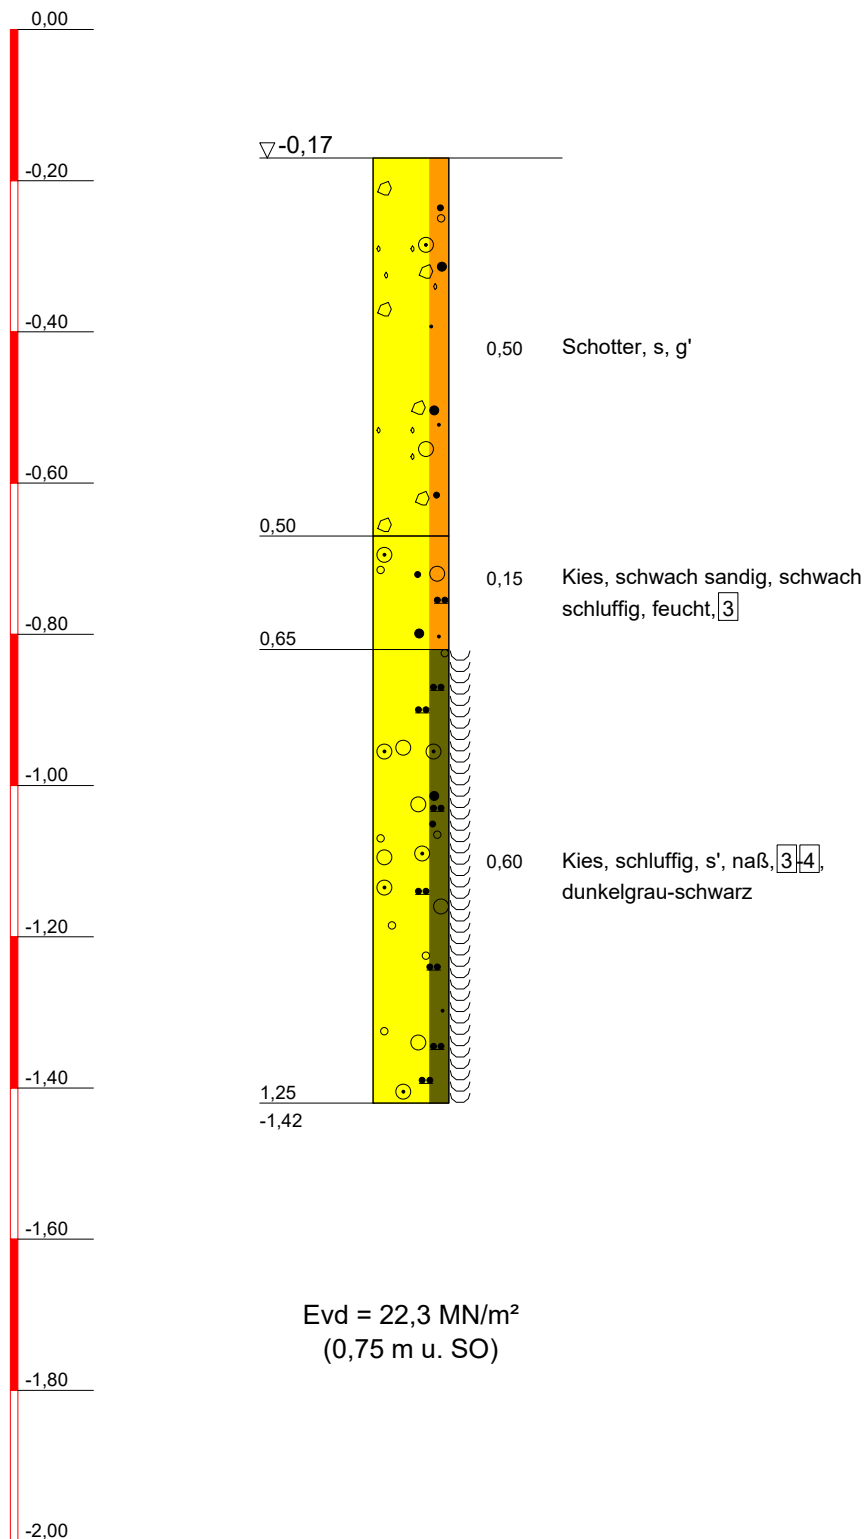 0,00
-0,17
-0,20
-0,40
0,50
Schotter, s, g'
-0,60
0,50
0,15
Kies, schwach sandig, schwach
schluffig, feucht, 3
-0,80
0,65
-1,00
0,60
Kies, schluffig, s', naß, 3-4,
dunkelgrau-schwarz
-1,20
-1,40
1,25
-1,42
-1,60
Evd = 22,3 MN/m²
(0,75 m u. SO)
-1,80
-2,00